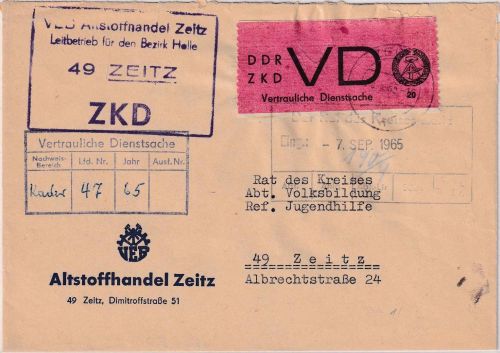 VEB Altstoffhandel Zeitz
Leitbetrieb für den Bezirk Halle
49 ZEITZ
ZKD
DDR
ZKD
VD
Vertrauliche Dienstsache
20
Vertrauliche Dienstsache
Nachweis-Bereich
Lfd. Nr.
Jahr
Ausf. Nr.
Kader
47
65
Eing.:
- 7. SEP. 1965
Rat des Kreises
Abt. Volksbildung
Ref. Jugendhilfe
49 Zeitz
Albrechtstraße 24
VEB
Altstoffhandel Zeitz
49 Zeitz, Dimitroffstraße 51